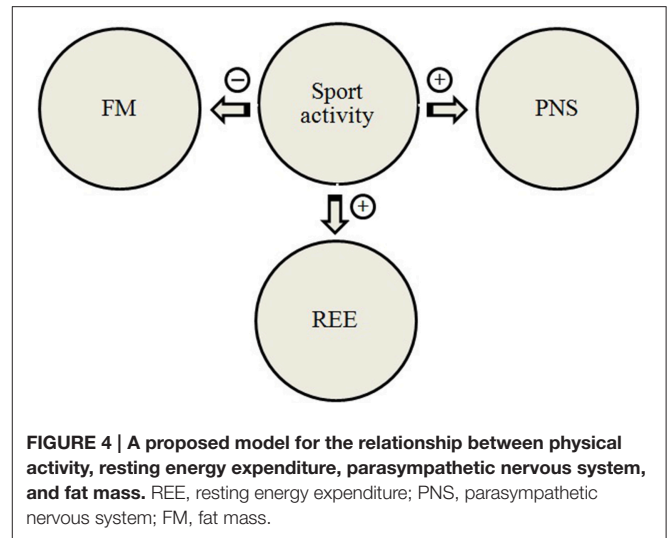 FM
⊖
Sport
activity
⊕
PNS
⊕
REE
FIGURE 4 | A proposed model for the relationship between physical
activity, resting energy expenditure, parasympathetic nervous system,
and fat mass. REE, resting energy expenditure; PNS, parasympathetic
nervous system; FM, fat mass.